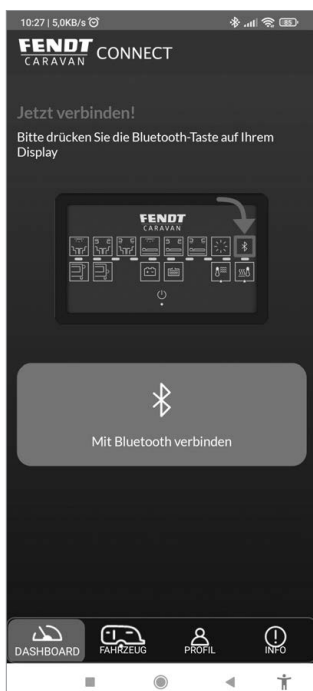 10:27 | 5,0KB/s
85
FENDT
CARAVAN
CONNECT
Jetzt verbinden!
Bitte drücken Sie die Bluetooth-Taste auf Ihrem
Display
FENDT
CARAVAN
Mit Bluetooth verbinden
DASHBOARD
FAHRZEUG
PROFIL
INFO